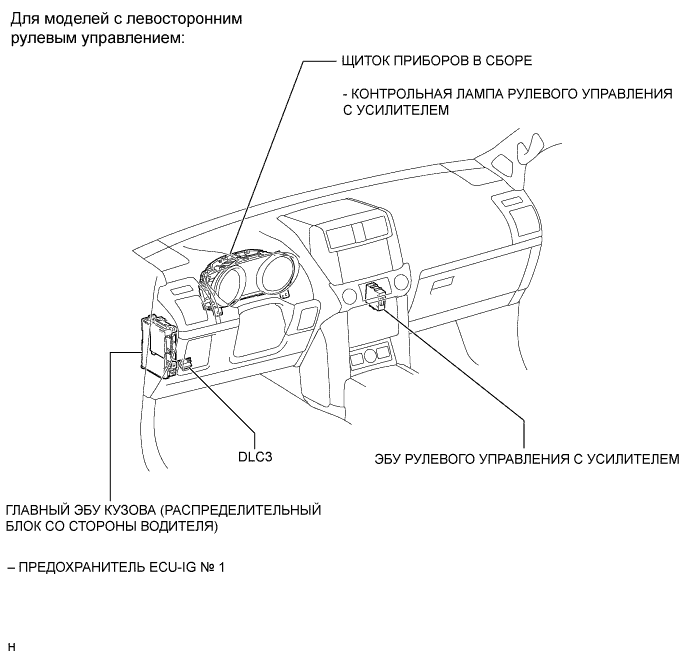 Для моделей с левосторонним
рулевым управлением:
ЩИТОК ПРИБОРОВ В СБОРЕ
- КОНТРОЛЬНАЯ ЛАМПА РУЛЕВОГО УПРАВЛЕНИЯ
С УСИЛИТЕЛЕМ
DLC3
ЭБУ РУЛЕВОГО УПРАВЛЕНИЯ С УСИЛИТЕЛЕМ
ГЛАВНЫЙ ЭБУ КУЗОВА (РАСПРЕДЕЛИТЕЛЬНЫЙ
БЛОК СО СТОРОНЫ ВОДИТЕЛЯ)
– ПРЕДОХРАНИТЕЛЬ ECU-IG № 1
Н